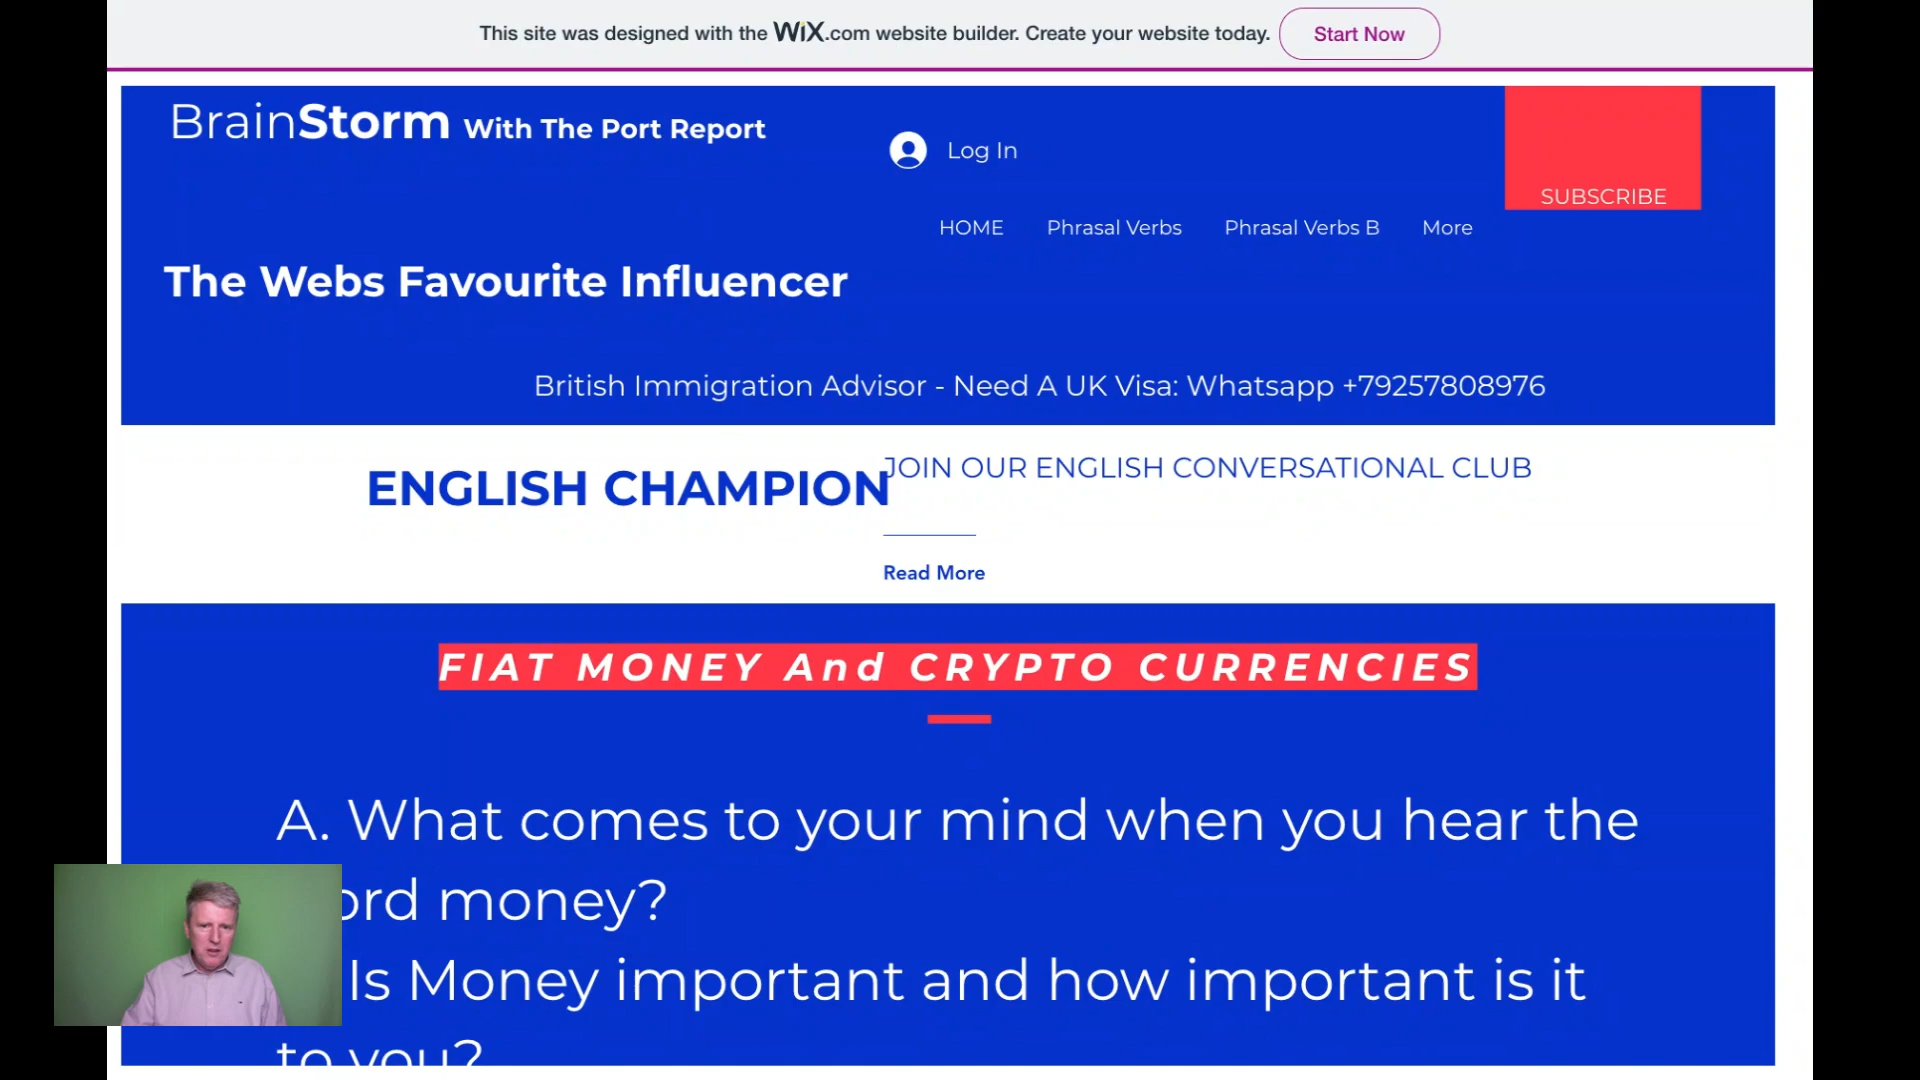 This site was designed with the WiX.com website builder. Create your website today. Start Now
BrainStorm With The Port Report
Log In
SUBSCRIBE
HOME Phrasal Verbs Phrasal Verbs B More
The Webs Favourite Influencer
British Immigration Advisor - Need A UK Visa: Whatsapp +79257808976
ENGLISH CHAMPION
JOIN OUR ENGLISH CONVERSATIONAL CLUB
Read More
FIAT MONEY And CRYPTO CURRENCIES
A. What comes to your mind when you hear the
ord money?
Is Money important and how important is it
to you?